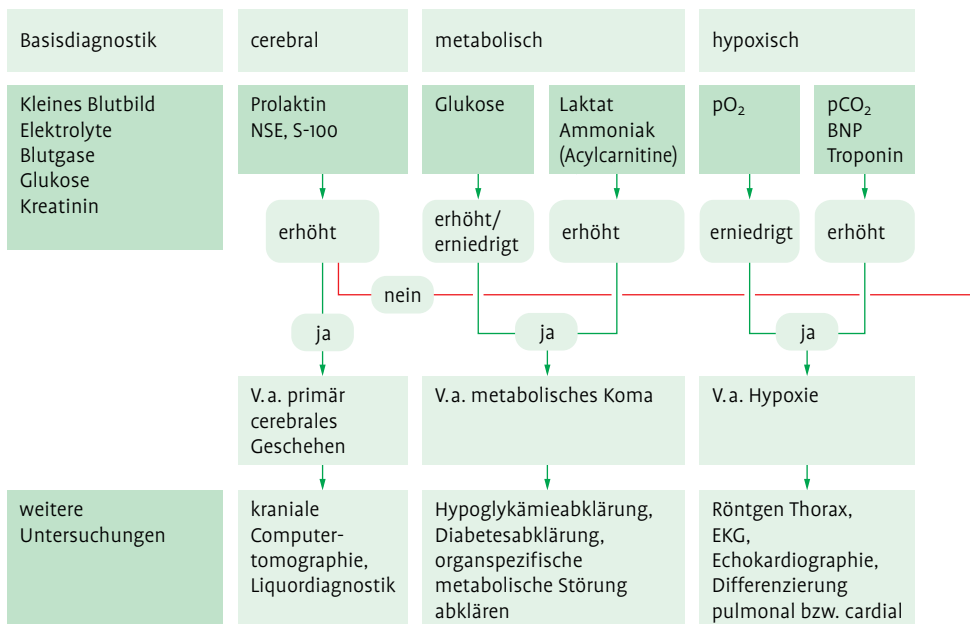 Basisdiagnostik
cerebral
metabolisch
hypoxisch
Kleines Blutbild
Elektrolyte
Blutgase
Glukose
Kreatinin
Prolaktin
NSE, S-100
Glukose
Laktat
Ammoniak
(Acylcarnitine)
pO₂
pCO₂
BNP
Troponin
erhöht
erhöht/
erniedrigt
erhöht
erniedrigt
erhöht
nein
ja
ja
ja
V.a. primär
cerebrales
Geschehen
V.a. metabolisches Koma
V.a. Hypoxie
weitere
Untersuchungen
kraniale
Computer-
tomographie,
Liquordiagnostik
Hypoglykämieabklärung,
Diabetesabklärung,
organspezifische
metabolische Störung
abklären
Röntgen Thorax,
EKG,
Echokardiographie,
Differenzierung
pulmonal bzw. cardial